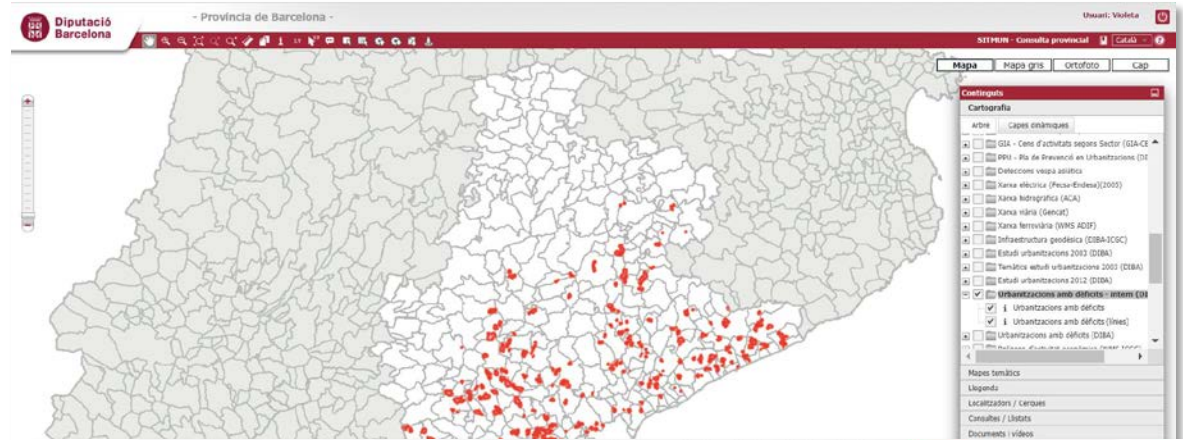 Diputació
Barcelona
- Província de Barcelona -
Usuari: Violeta
SITMUN - Consulta provincial
Català
Mapa
Mapa gris
Ortofoto
Cap
Continguts
Cartografia
Arbre
Capes dinàmiques
GIA - Cens d'activitats segons Sector (GIA-CE
PPU - Pla de Prevenció en Urbanitzacions (DI
Deteccions vespa asiàtica
Xarxa elèctrica (Fecsa-Endesa)(2005)
Xarxa hidrogràfica (ACA)
Xarxa viària (Gencat)
Xarxa ferroviària (WMS ADIF)
Infraestructura geodèsica (DIBA-ICGC)
Estudi urbanitzacions 2003 (DIBA)
Temàtics estudi urbanitzacions 2003 (DIBA)
Estudi urbanitzacions 2012 (DIBA)
Urbanitzacions amb dèficits - intern (DI
Urbanitzacions amb dèficits
Urbanitzacions amb dèficits (línies)
Urbanitzacions amb dèficits (DIBA)
Mapes temàtics
Llegenda
Localitzadors / Cerques
Consultes / Llistats
Documents i vídeos